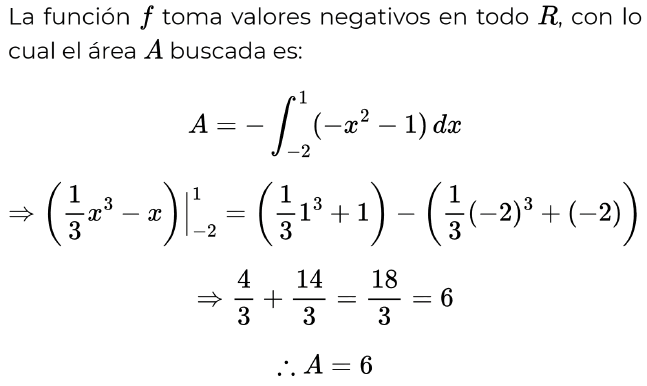 La función f toma valores negativos en todo R, con lo
cual el área A buscada es:
A = − ∫_{−2}^{1} (−x² − 1) dx
⇒ (1/3 x³ − x)|_{−2}^{1} = (1/3 1³ + 1) − (1/3 (−2)³ + (−2))
⇒ 4/3 + 14/3 = 18/3 = 6
∴ A = 6